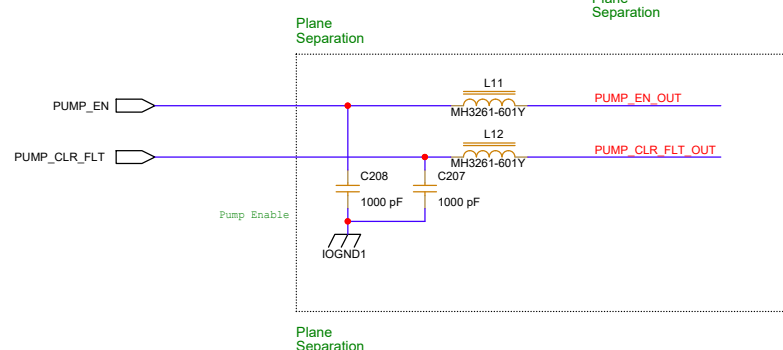 Plane
Separation
Plane
Separation
L11
PUMP_EN
MH3261-601Y
PUMP_EN_OUT
L12
PUMP_CLR_FLT
MH3261-601Y
PUMP_CLR_FLT_OUT
C208
C207
1000 pF
1000 pF
Pump Enable
IOGND1
Plane
Separation